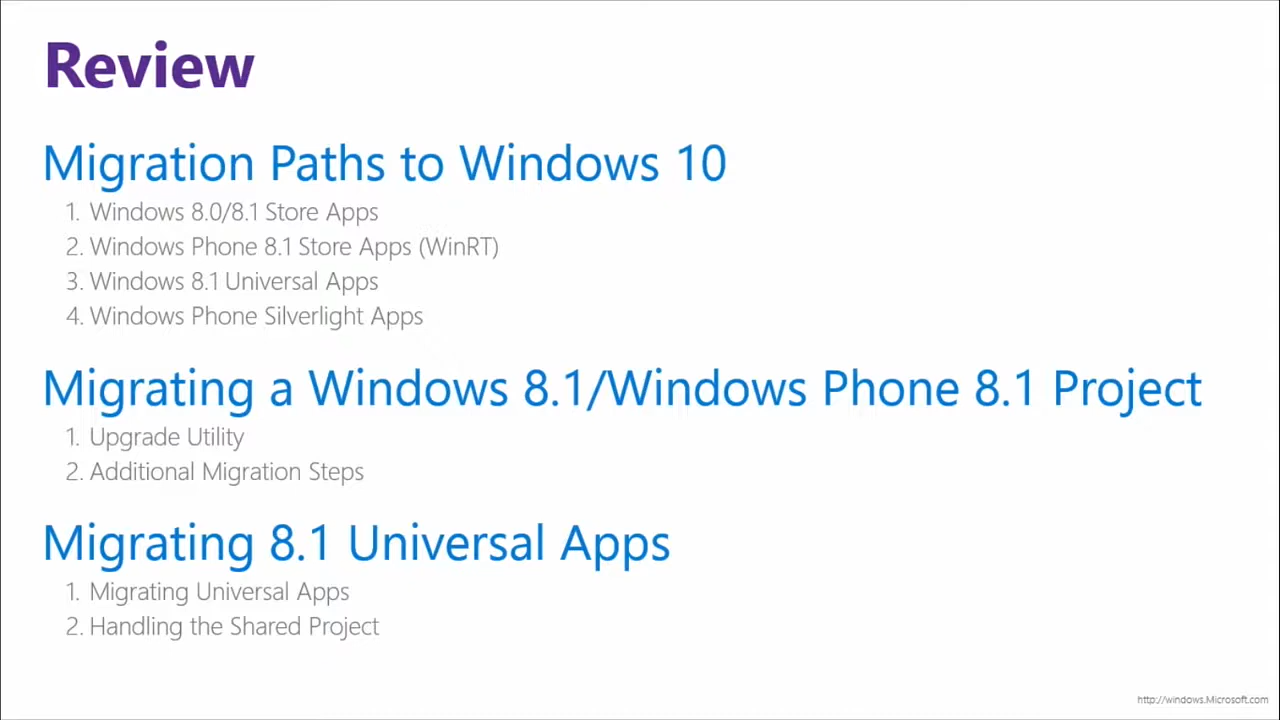 Review
Migration Paths to Windows 10
1. Windows 8.0/8.1 Store Apps
2. Windows Phone 8.1 Store Apps (WinRT)
3. Windows 8.1 Universal Apps
4. Windows Phone Silverlight Apps
Migrating a Windows 8.1/Windows Phone 8.1 Project
1. Upgrade Utility
2. Additional Migration Steps
Migrating 8.1 Universal Apps
1. Migrating Universal Apps
2. Handling the Shared Project
http://windows.Microsoft.com